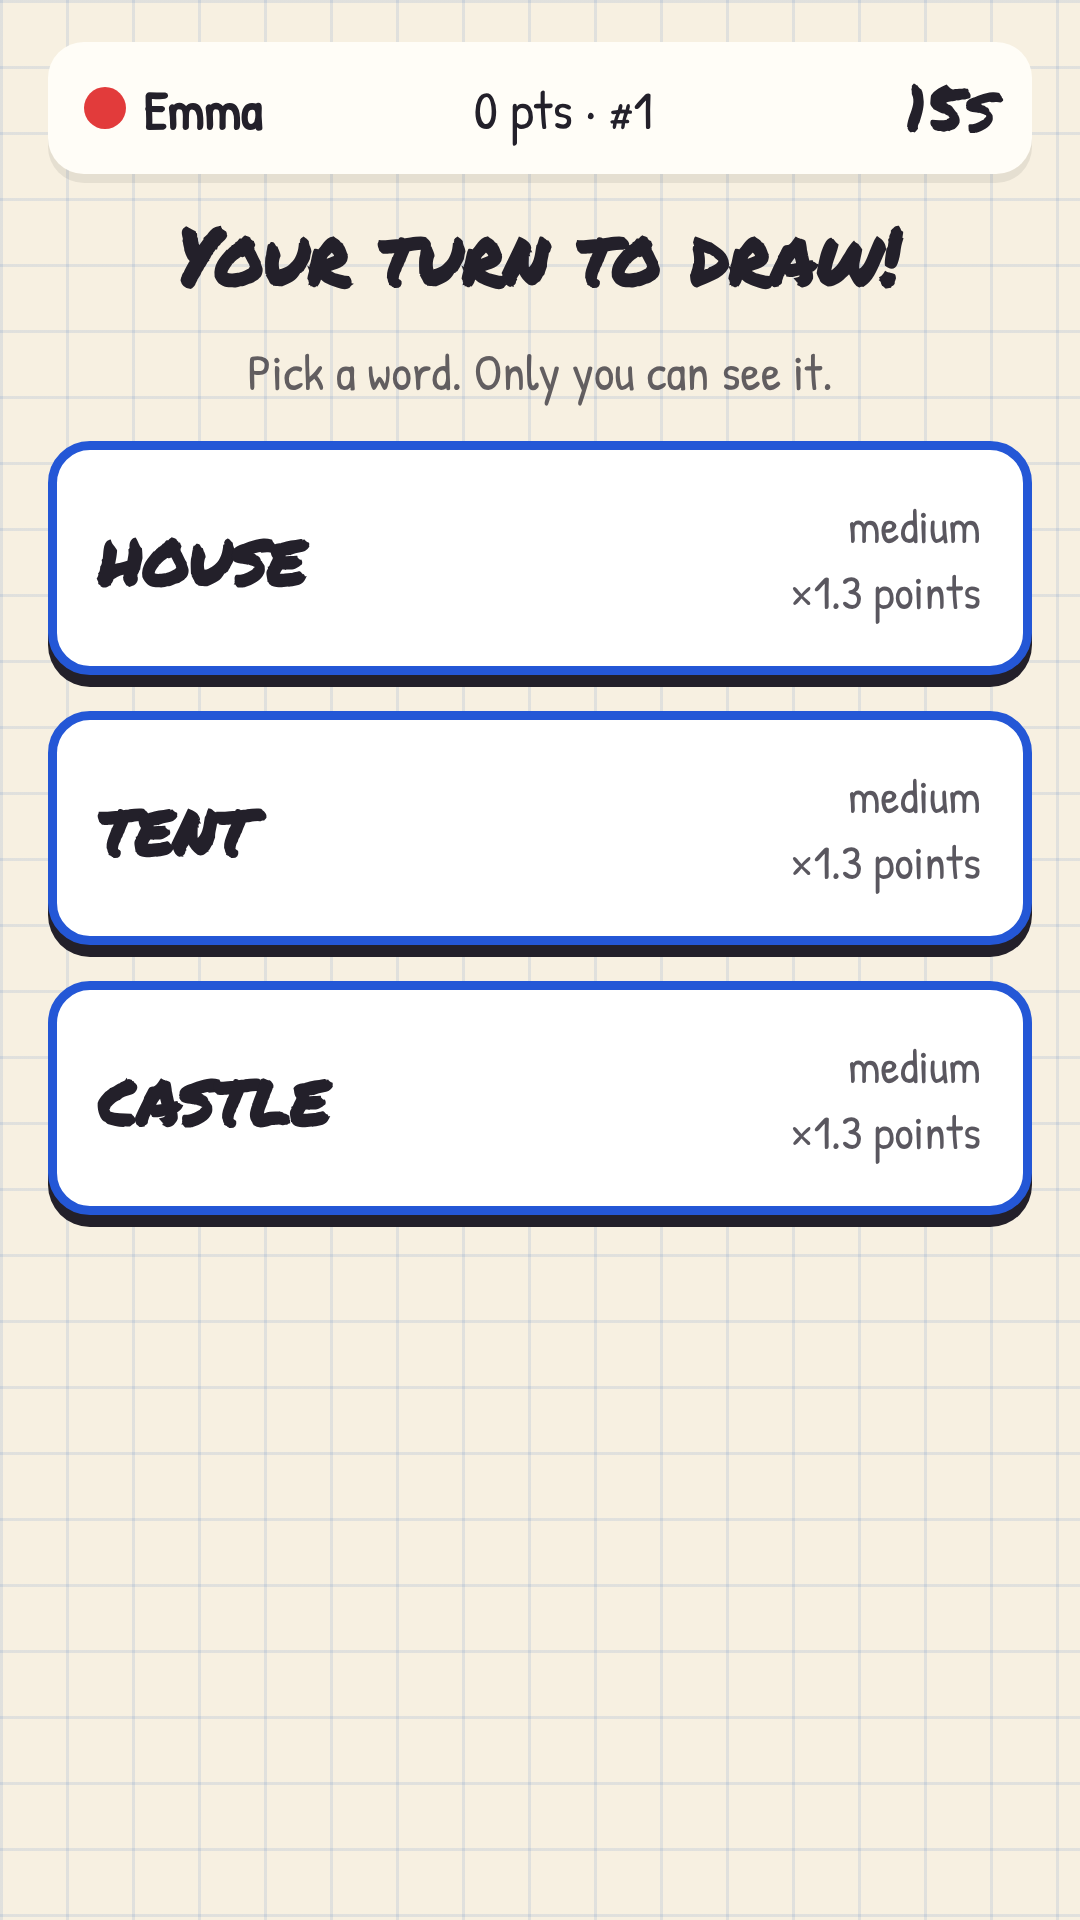 Emma
0 pts · #1
15s
Your turn to draw!
Pick a word. Only you can see it.
HOUSE
medium
×1.3 points
TENT
medium
×1.3 points
CASTLE
medium
×1.3 points